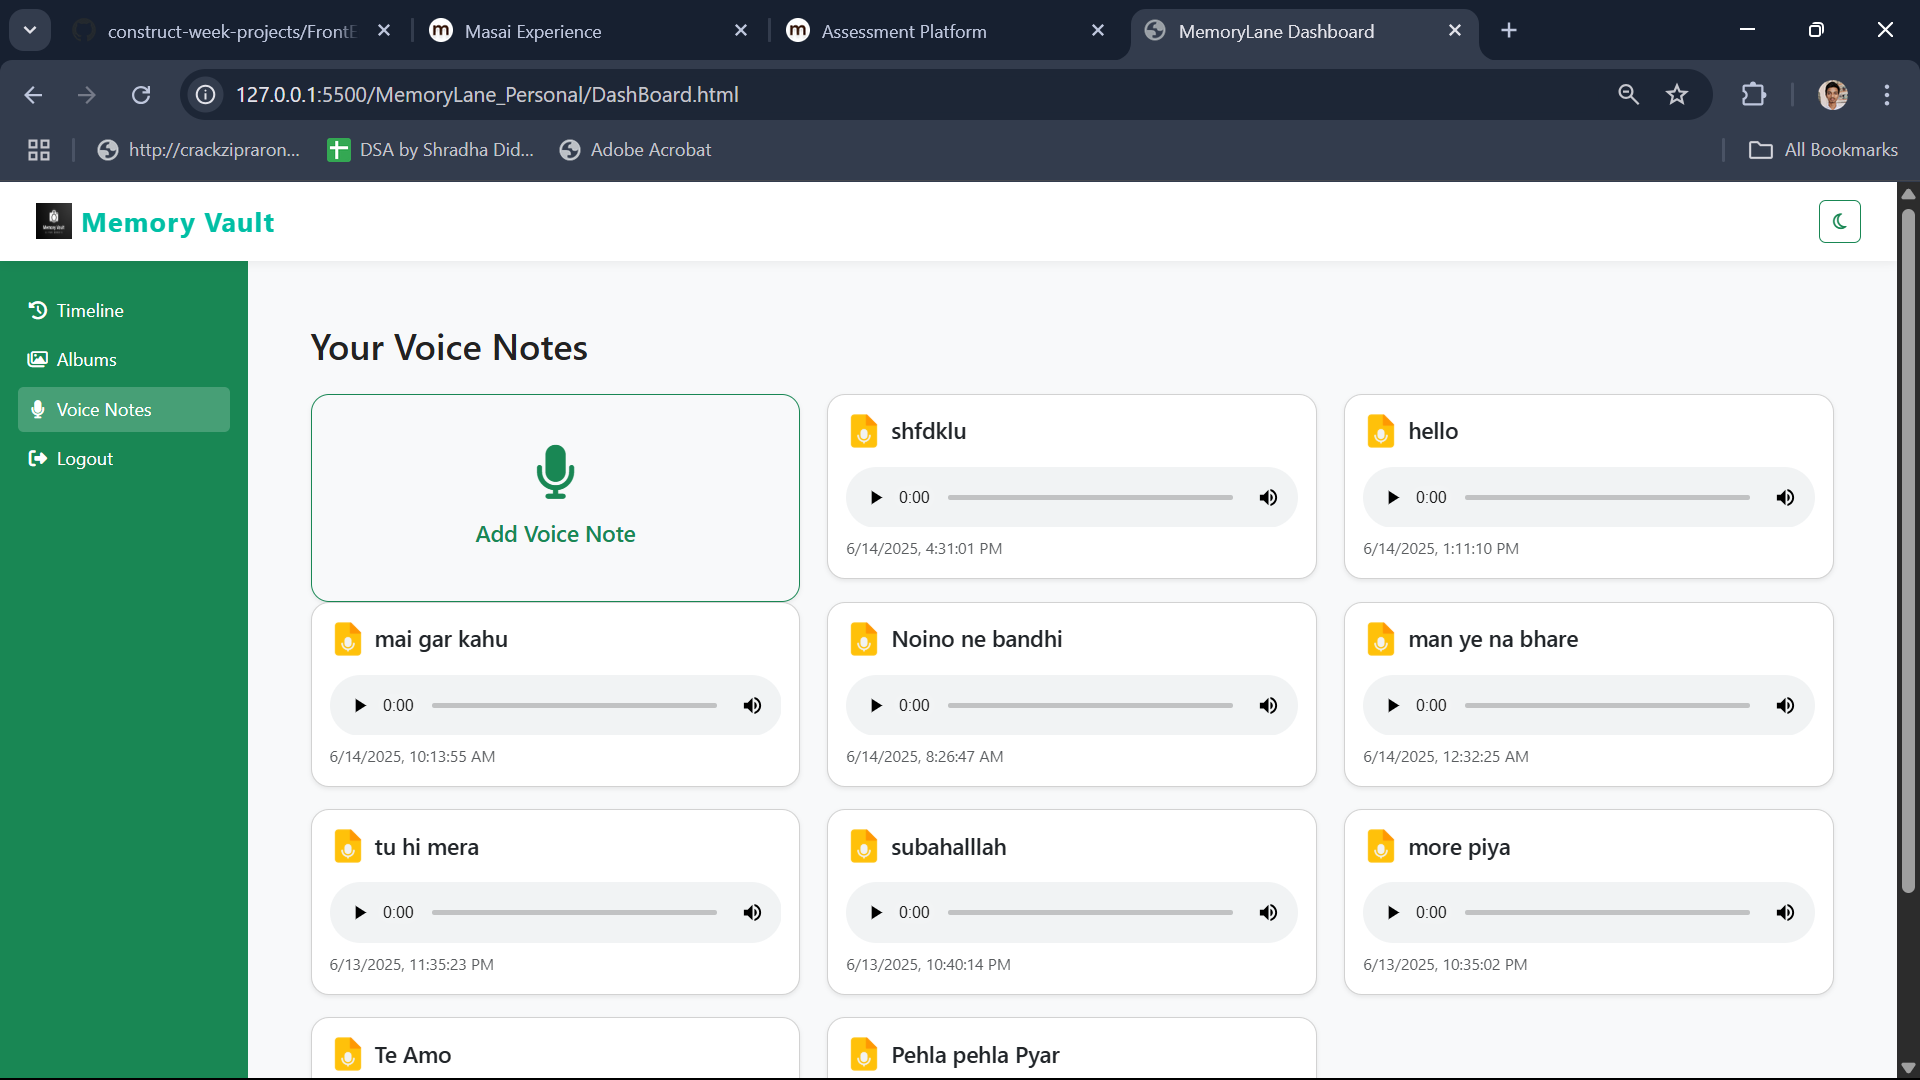 construct-week-projects/FrontE
Masai Experience
Assessment Platform
MemoryLane Dashboard
127.0.0.1:5500/MemoryLane_Personal/DashBoard.html
http://crackzipraron...
DSA by Shradha Did...
Adobe Acrobat
All Bookmarks
Memory Vault
Timeline
Albums
Voice Notes
Logout
Your Voice Notes
Add Voice Note
shfdklu
0:00
6/14/2025, 4:31:01 PM
hello
0:00
6/14/2025, 1:11:10 PM
mai gar kahu
0:00
6/14/2025, 10:13:55 AM
Noino ne bandhi
0:00
6/14/2025, 8:26:47 AM
man ye na bhare
0:00
6/14/2025, 12:32:25 AM
tu hi mera
0:00
6/13/2025, 11:35:23 PM
subahalllah
0:00
6/13/2025, 10:40:14 PM
more piya
0:00
6/13/2025, 10:35:02 PM
Te Amo
Pehla pehla Pyar